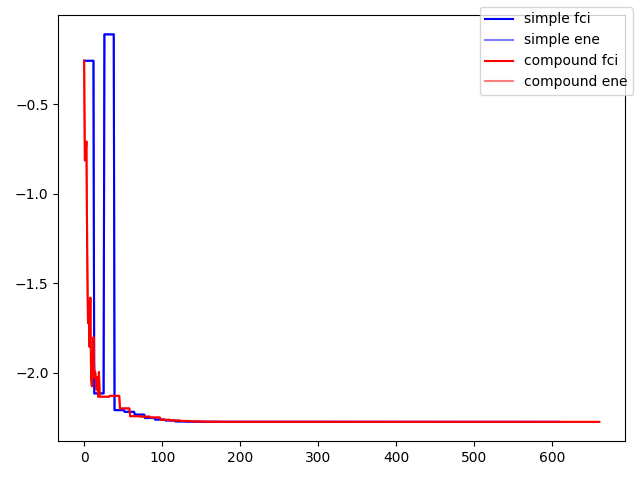 simple fci
simple ene
compound fci
compound ene
−0.5
−1.0
−1.5
−2.0
0 100 200 300 400 500 600